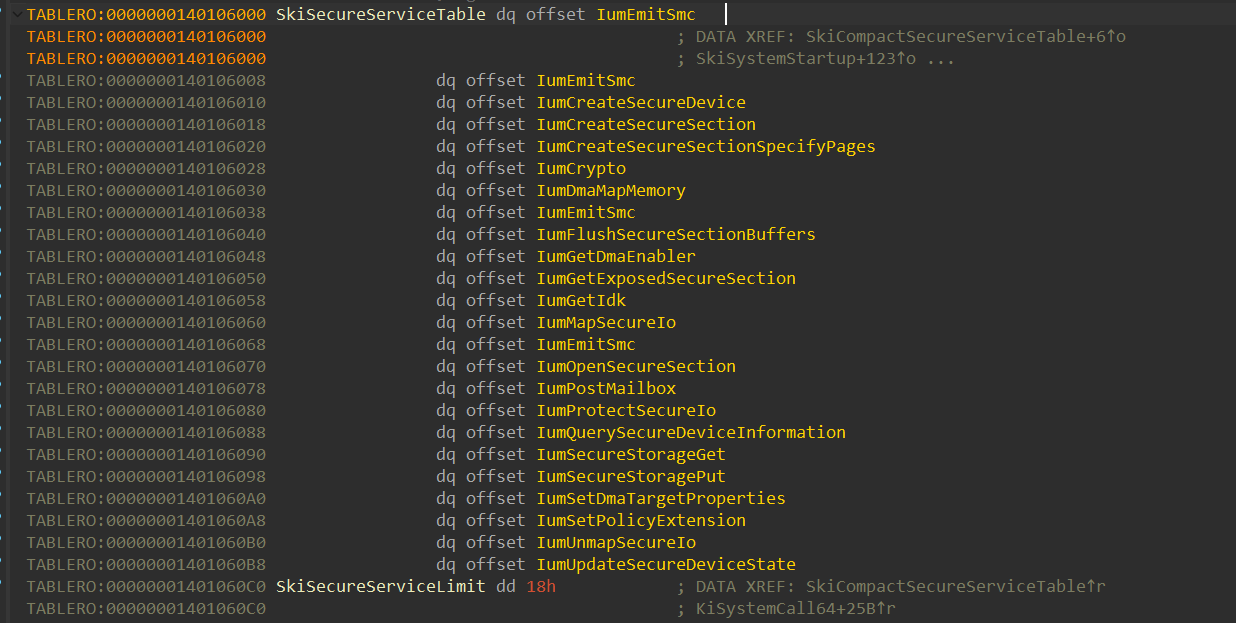 TABLERO:0000000140106000 SkiSecureServiceTable dq offset IumEmitSmc
TABLERO:0000000140106000 ; DATA XREF: SkiCompactSecureServiceTable+6↑o
TABLERO:0000000140106000 ; SkiSystemStartup+123↑o ...
TABLERO:0000000140106008 dq offset IumEmitSmc
TABLERO:0000000140106010 dq offset IumCreateSecureDevice
TABLERO:0000000140106018 dq offset IumCreateSecureSection
TABLERO:0000000140106020 dq offset IumCreateSecureSectionSpecifyPages
TABLERO:0000000140106028 dq offset IumCrypto
TABLERO:0000000140106030 dq offset IumDmaMapMemory
TABLERO:0000000140106038 dq offset IumEmitSmc
TABLERO:0000000140106040 dq offset IumFlushSecureSectionBuffers
TABLERO:0000000140106048 dq offset IumGetDmaEnabler
TABLERO:0000000140106050 dq offset IumGetExposedSecureSection
TABLERO:0000000140106058 dq offset IumGetIdk
TABLERO:0000000140106060 dq offset IumMapSecureIo
TABLERO:0000000140106068 dq offset IumEmitSmc
TABLERO:0000000140106070 dq offset IumOpenSecureSection
TABLERO:0000000140106078 dq offset IumPostMailbox
TABLERO:0000000140106080 dq offset IumProtectSecureIo
TABLERO:0000000140106088 dq offset IumQuerySecureDeviceInformation
TABLERO:0000000140106090 dq offset IumSecureStorageGet
TABLERO:0000000140106098 dq offset IumSecureStoragePut
TABLERO:00000001401060A0 dq offset IumSetDmaTargetProperties
TABLERO:00000001401060A8 dq offset IumSetPolicyExtension
TABLERO:00000001401060B0 dq offset IumUnmapSecureIo
TABLERO:00000001401060B8 dq offset IumUpdateSecureDeviceState
TABLERO:00000001401060C0 SkiSecureServiceLimit dd 18h ; DATA XREF: SkiCompactSecureServiceTable↑r
TABLERO:00000001401060C0 ; KiSystemCall64+25B↑r